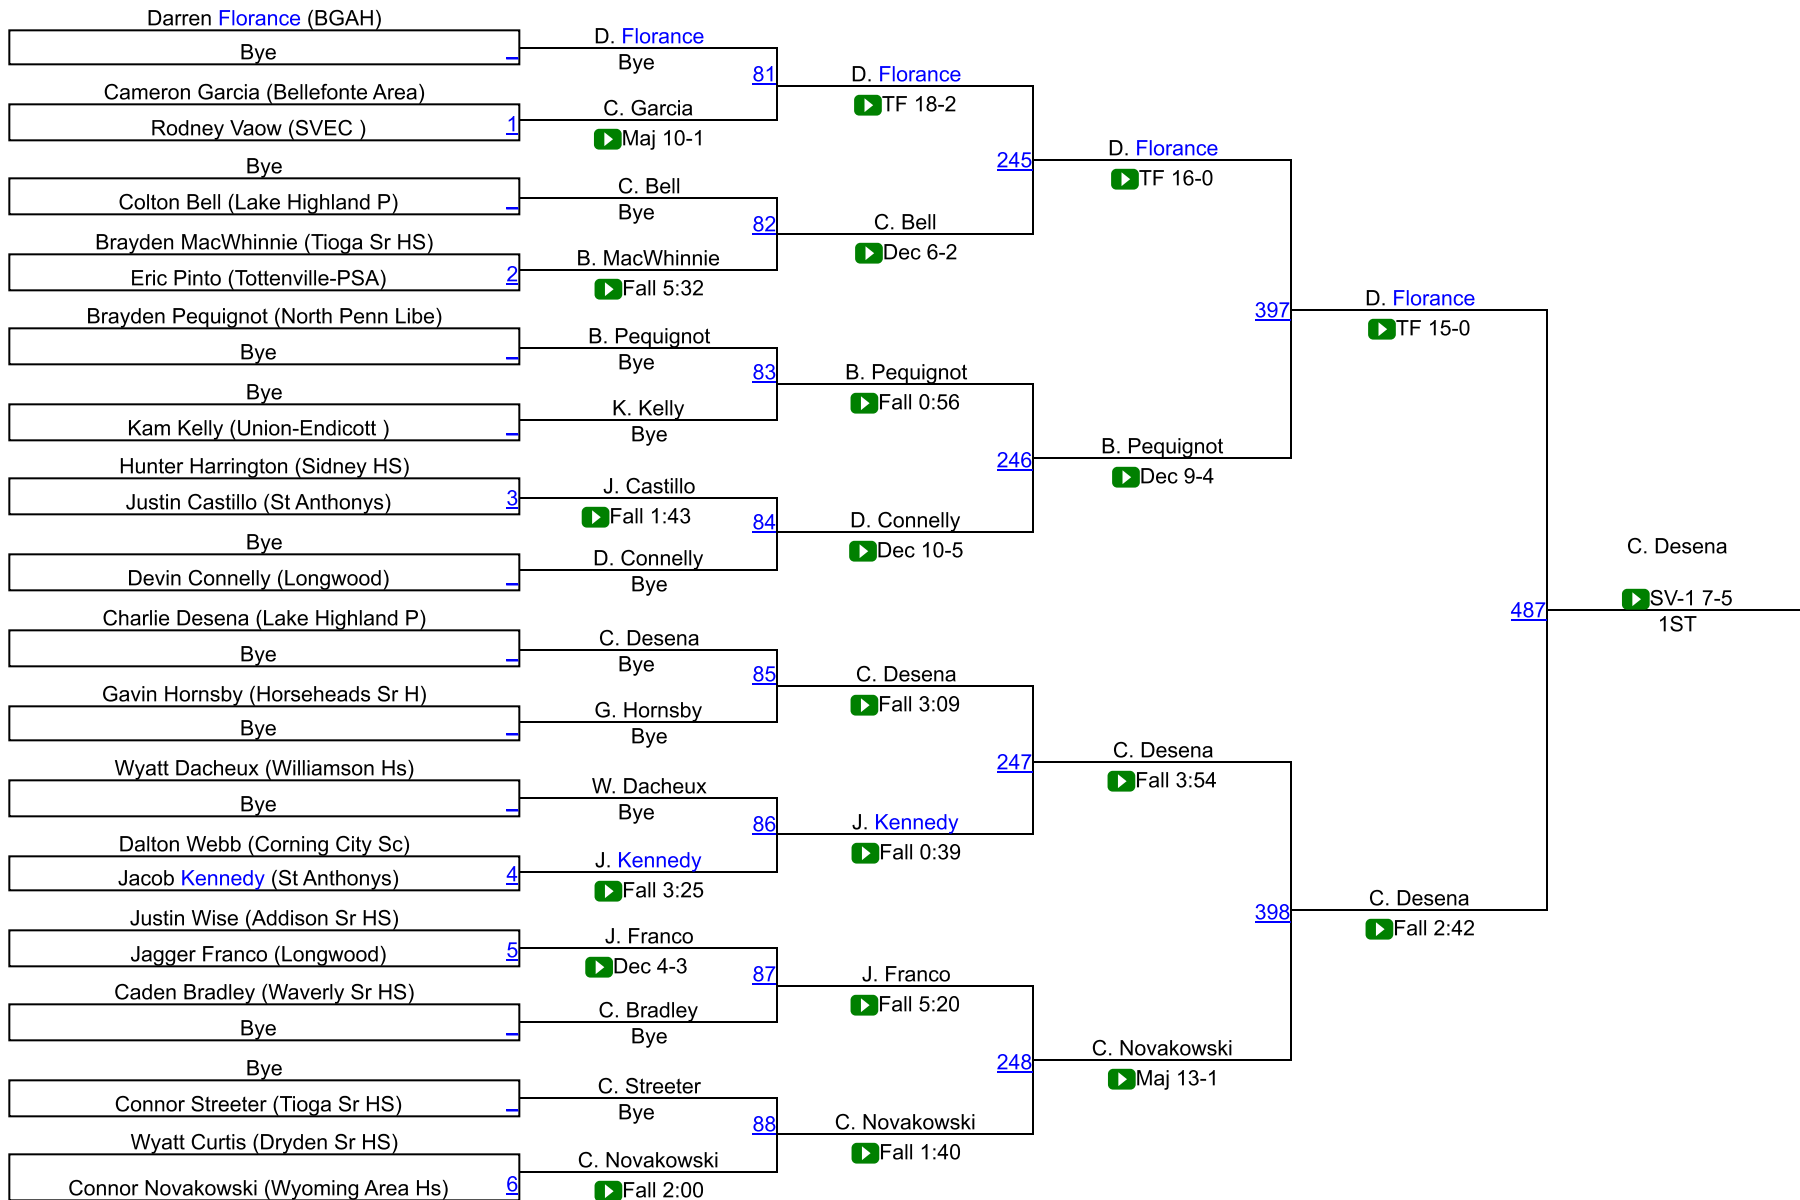 Darren Florance (BGAH)
Bye
Cameron Garcia (Bellefonte Area)
Rodney Vaow (SVEC ) 1
Bye
Colton Bell (Lake Highland P)
Brayden MacWhinnie (Tioga Sr HS)
Eric Pinto (Tottenville-PSA) 2
Brayden Pequignot (North Penn Libe)
Bye
Bye
Kam Kelly (Union-Endicott )
Hunter Harrington (Sidney HS)
Justin Castillo (St Anthonys) 3
Bye
Devin Connelly (Longwood)
Charlie Desena (Lake Highland P)
Bye
Gavin Hornsby (Horseheads Sr H)
Bye
Wyatt Dacheux (Williamson Hs)
Bye
Dalton Webb (Corning City Sc)
Jacob Kennedy (St Anthonys) 4
Justin Wise (Addison Sr HS)
Jagger Franco (Longwood) 5
Caden Bradley (Waverly Sr HS)
Bye
Bye
Connor Streeter (Tioga Sr HS)
Wyatt Curtis (Dryden Sr HS)
Connor Novakowski (Wyoming Area Hs) 6
D. Florance
Bye
81
C. Garcia
Maj 10-1
C. Bell
Bye
82
B. MacWhinnie
Fall 5:32
B. Pequignot
Bye
83
K. Kelly
Bye
J. Castillo
Fall 1:43
84
D. Connelly
Bye
C. Desena
Bye
85
G. Hornsby
Bye
W. Dacheux
Bye
86
J. Kennedy
Fall 3:25
J. Franco
Dec 4-3
87
C. Bradley
Bye
C. Streeter
Bye
88
C. Novakowski
Fall 2:00
D. Florance
TF 18-2
245
C. Bell
Dec 6-2
B. Pequignot
Fall 0:56
246
D. Connelly
Dec 10-5
C. Desena
Fall 3:09
247
J. Kennedy
Fall 0:39
J. Franco
Fall 5:20
248
C. Novakowski
Fall 1:40
D. Florance
TF 16-0
397
B. Pequignot
Dec 9-4
C. Desena
Fall 3:54
398
C. Novakowski
Maj 13-1
D. Florance
TF 15-0
487
C. Desena
Fall 2:42
C. Desena
SV-1 7-5
1ST